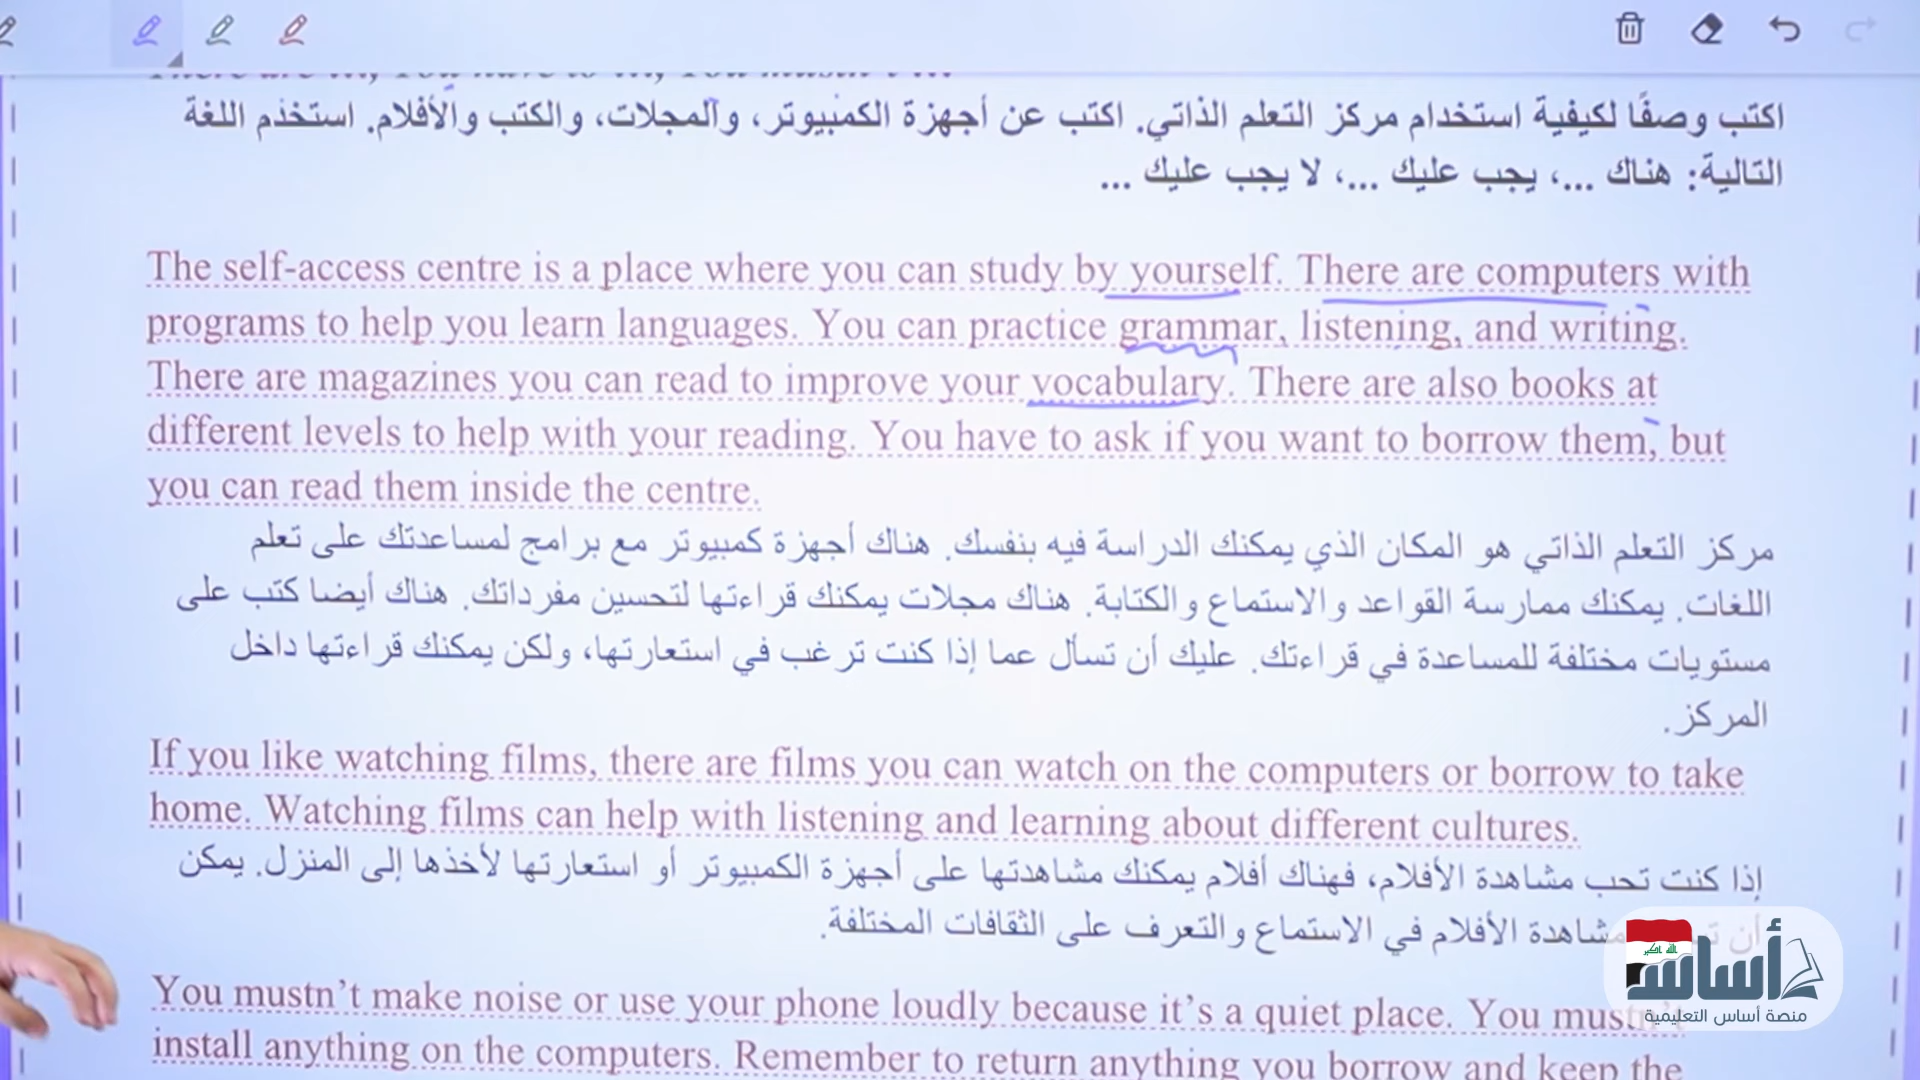 اكتب وصفًا لكيفية استخدام مركز التعلم الذاتي. اكتب عن أجهزة الكمبيوتر، والمجلات، والكتب والأفلام. استخدم اللغة
التالية: هناك ...، يجب عليك ...، لا يجب عليك ...
The self-access centre is a place where you can study by yourself. There are computers with
programs to help you learn languages. You can practice grammar, listening, and writing.
There are magazines you can read to improve your vocabulary. There are also books at
different levels to help with your reading. You have to ask if you want to borrow them, but
you can read them inside the centre.
مركز التعلم الذاتي هو المكان الذي يمكنك الدراسة فيه بنفسك. هناك أجهزة كمبيوتر مع برامج لمساعدتك على تعلم
اللغات. يمكنك ممارسة القواعد والاستماع والكتابة. هناك مجلات يمكنك قراءتها لتحسين مفرداتك. هناك أيضا كتب على
مستويات مختلفة للمساعدة في قراءتك. عليك أن تسأل عما إذا كنت ترغب في استعارتها، ولكن يمكنك قراءتها داخل
المركز.
If you like watching films, there are films you can watch on the computers or borrow to take
home. Watching films can help with listening and learning about different cultures.
إذا كنت تحب مشاهدة الأفلام، فهناك أفلام يمكنك مشاهدتها على أجهزة الكمبيوتر أو استعارتها لأخذها إلى المنزل. يمكن
أن مشاهدة الأفلام في الاستماع والتعرف على الثقافات المختلفة.
You mustn't make noise or use your phone loudly because it's a quiet place. You mustn't
install anything on the computers. Remember to return anything you borrow and keep the
أساس
منصة أساس التعليمية